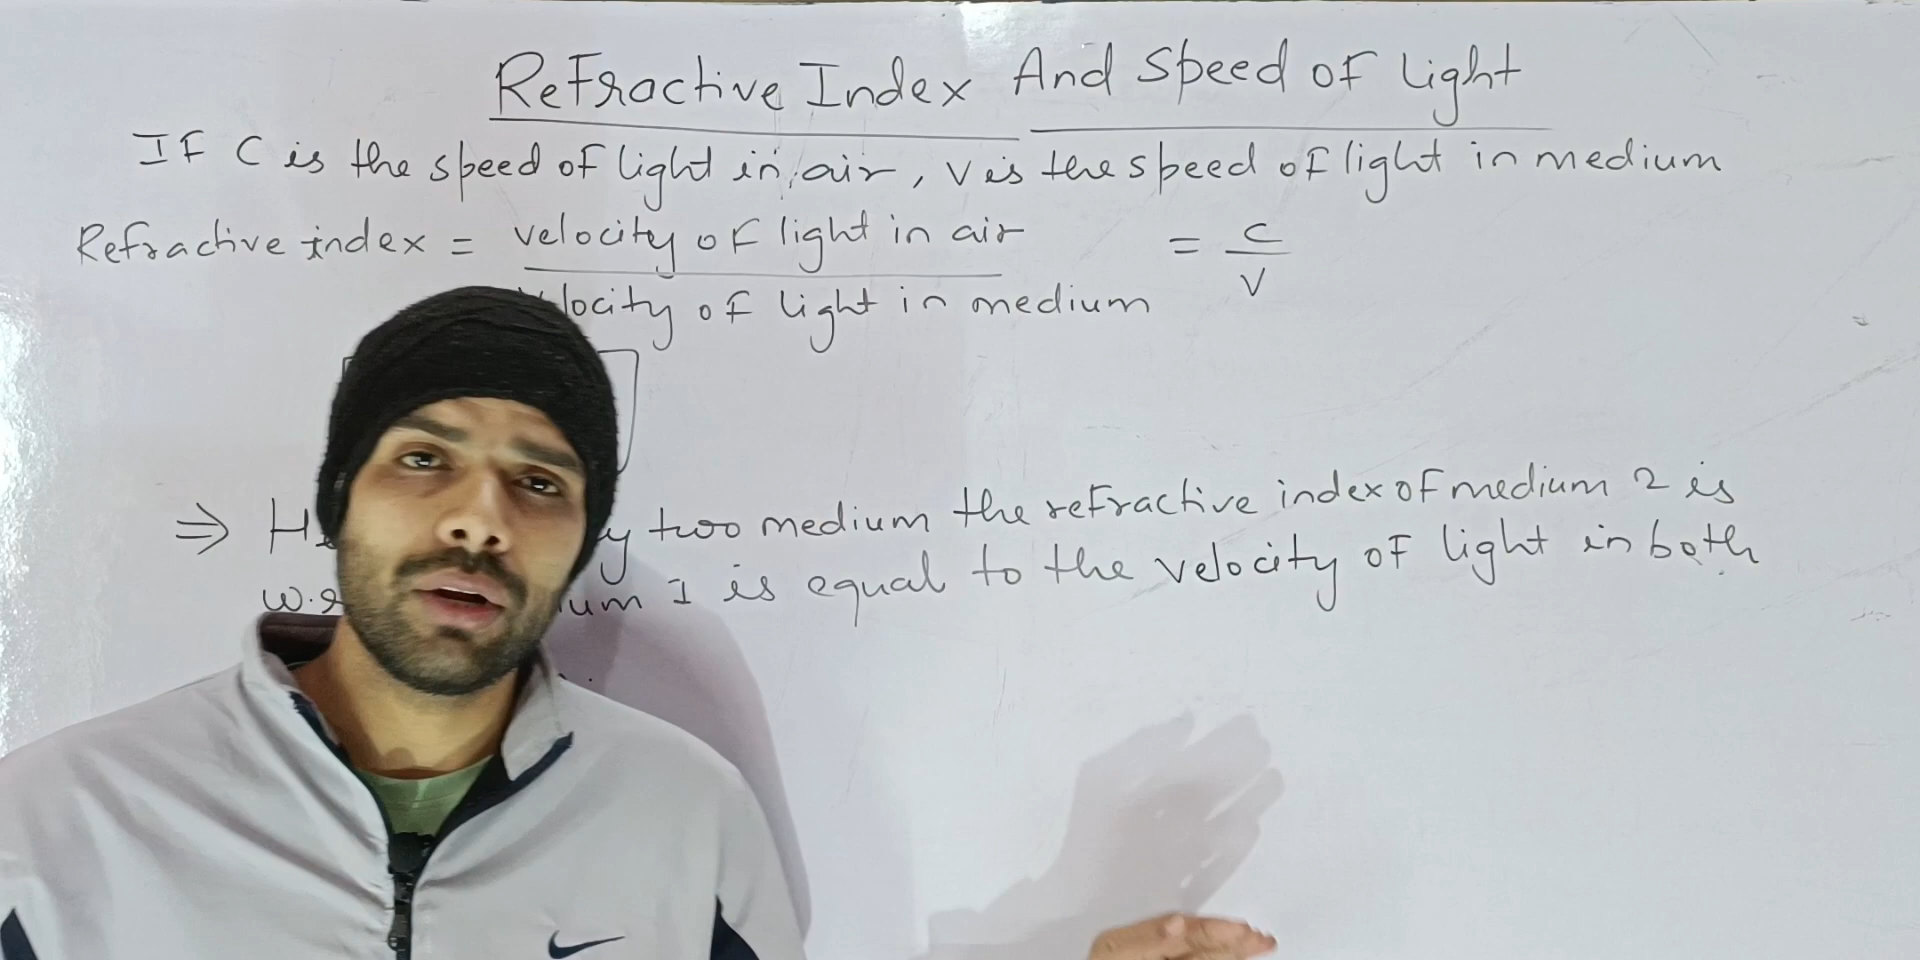 Refractive Index And Speed of light
IF C is the speed of light in air, v is the speed of light in medium
Refractive index = velocity of light in air = c
locity of light in medium v
⇒ y two medium the refractive index of medium 2 is
w.r um 1 is equal to the velocity of light in both